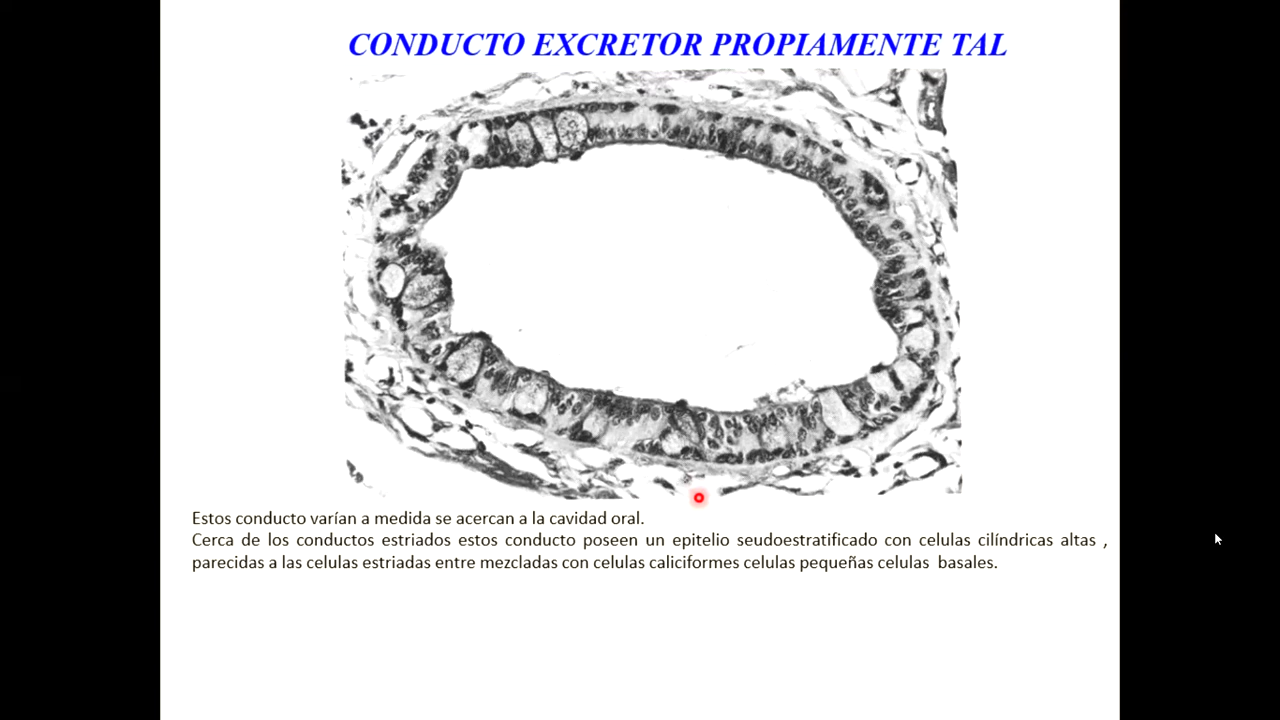 CONDUCTO EXCRETOR PROPIAMENTE TAL
Estos conducto varían a medida se acercan a la cavidad oral.
Cerca de los conductos estriados estos conducto poseen un epitelio seudoestratificado con celulas cilíndricas altas ,
parecidas a las celulas estriadas entre mezcladas con celulas caliciformes celulas pequeñas celulas basales.